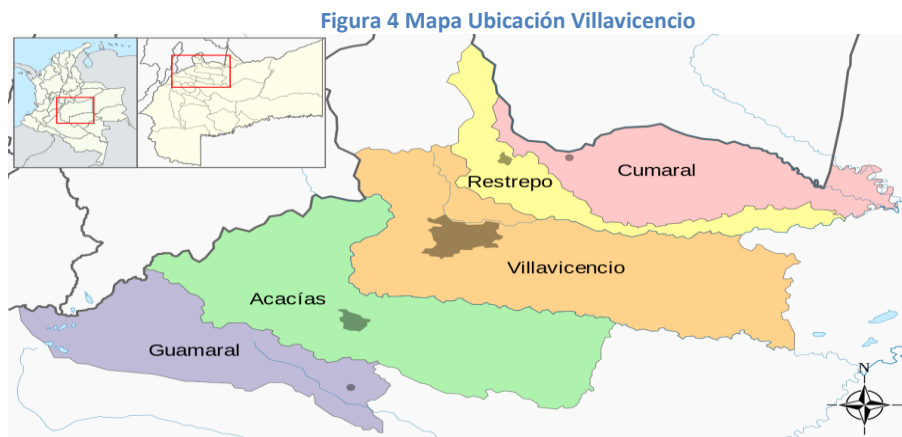 Figura 4 Mapa Ubicación Villavicencio
Cumaral
Restrepo
Villavicencio
Acacías
Guamaral
N